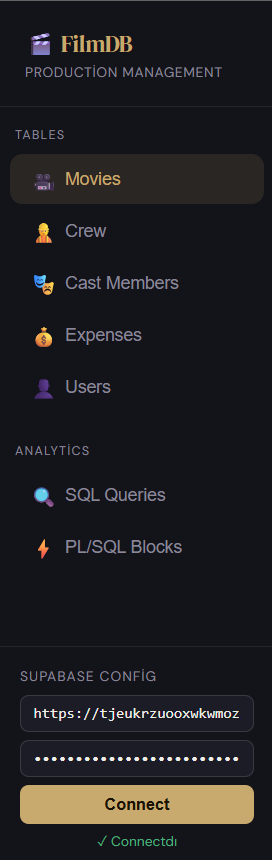 FilmDB
PRODUCTİON MANAGEMENT
TABLES
Movies
Crew
Cast Members
Expenses
Users
ANALYTİCS
SQL Queries
PL/SQL Blocks
SUPABASE CONFİG
https://tjeukrzuooxwkwmoz
•••••••••••••••••••••••••
Connect
✓ Connectdı